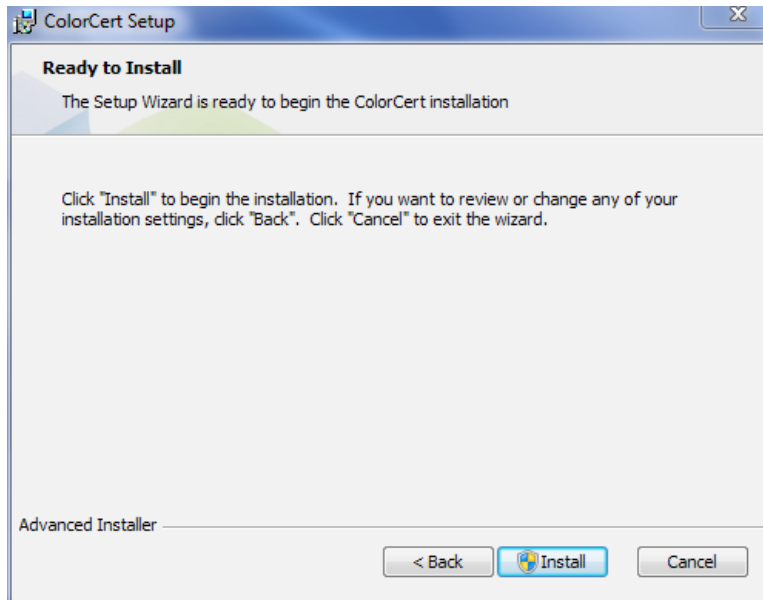 ColorCert Setup
Ready to Install
The Setup Wizard is ready to begin the ColorCert installation
Click "Install" to begin the installation.  If you want to review or change any of your
installation settings, click "Back".  Click "Cancel" to exit the wizard.
Advanced Installer
< Back
Install
Cancel